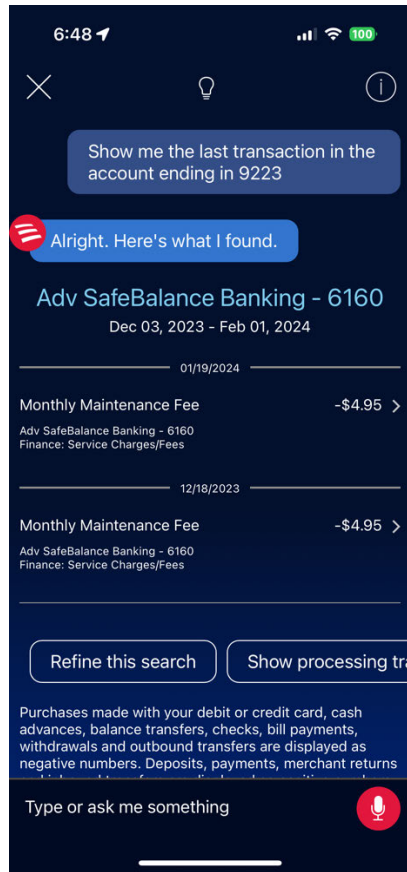 6:48
100
Show me the last transaction in the
account ending in 9223
Alright. Here's what I found.
Adv SafeBalance Banking - 6160
Dec 03, 2023 - Feb 01, 2024
01/19/2024
Monthly Maintenance Fee -$4.95
Adv SafeBalance Banking - 6160
Finance: Service Charges/Fees
12/18/2023
Monthly Maintenance Fee -$4.95
Adv SafeBalance Banking - 6160
Finance: Service Charges/Fees
Refine this search Show processing tra
Purchases made with your debit or credit card, cash
advances, balance transfers, checks, bill payments,
withdrawals and outbound transfers are displayed as
negative numbers. Deposits, payments, merchant returns
Type or ask me something